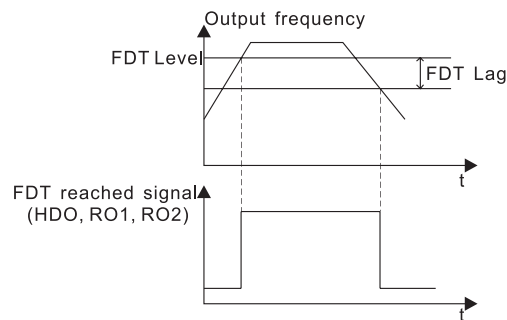 Output frequency
FDT Level
FDT Lag
t
FDT reached signal
(HDO, RO1, RO2)
t